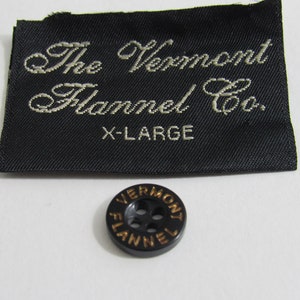 The Vermont
Flannel Co.
X-LARGE
VERMONT
FLANNEL